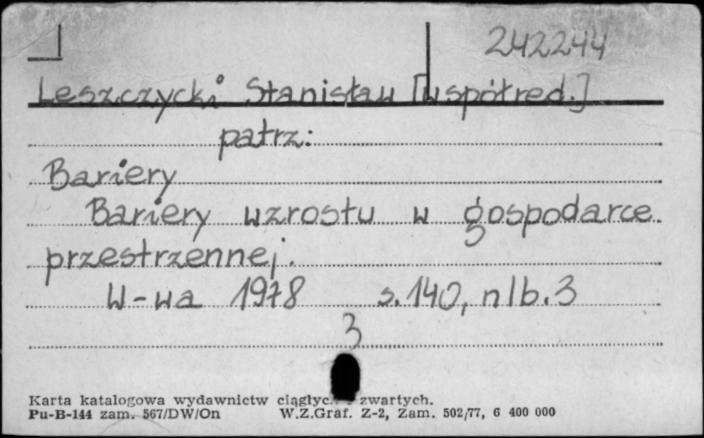 242244
Leszczycki Stanisław [współred.]
patrz:
Bariery
Bariery wzrostu w gospodarce
przestrzennej.
W-wa 1978 s. 140, nlb. 3
3
Karta katalogowa wydawnictw zwartych.
Pu-B-144 zam. 567/DW/On W.Z.Graf. Z-2, Zam. 502/77, 6 400 000